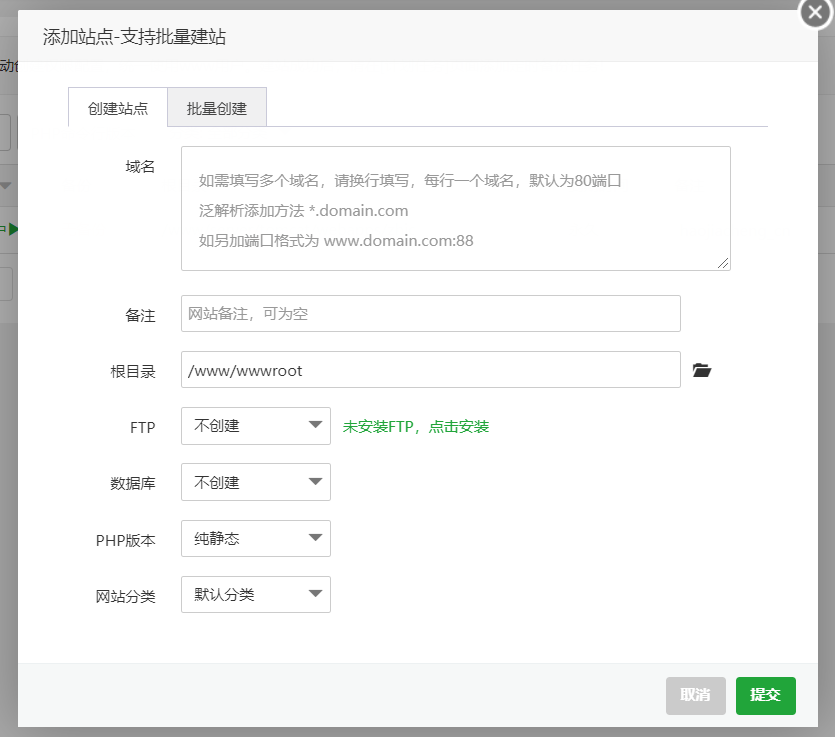 添加站点-支持批量建站
创建站点 批量创建
域名
如需填写多个域名，请换行填写，每行一个域名，默认为80端口
泛解析添加方法 *.domain.com
如另加端口格式为 www.domain.com:88
备注 网站备注，可为空
根目录 /www/wwwroot
FTP 不创建 未安装FTP，点击安装
数据库 不创建
PHP版本 纯静态
网站分类 默认分类
取消 提交